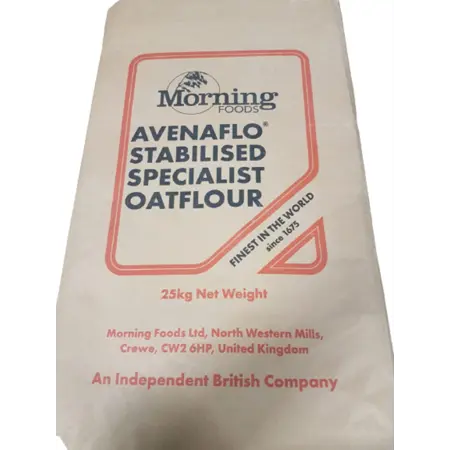 Morning
FOODS
AVENAFLO®
STABILISED
SPECIALIST
OATFLOUR
FINEST IN THE WORLD
since 1675
25kg Net Weight
Morning Foods Ltd, North Western Mills,
Crewe, CW2 6HP, United Kingdom
An Independent British Company